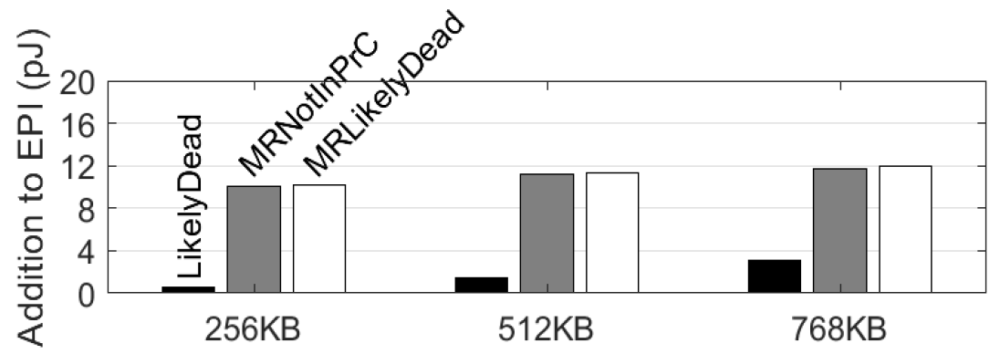 Addition to EPI (pJ)
20
16
12
8
4
0
LikelyDead
MRNotInPrC
MRLikelyDead
256KB
512KB
768KB